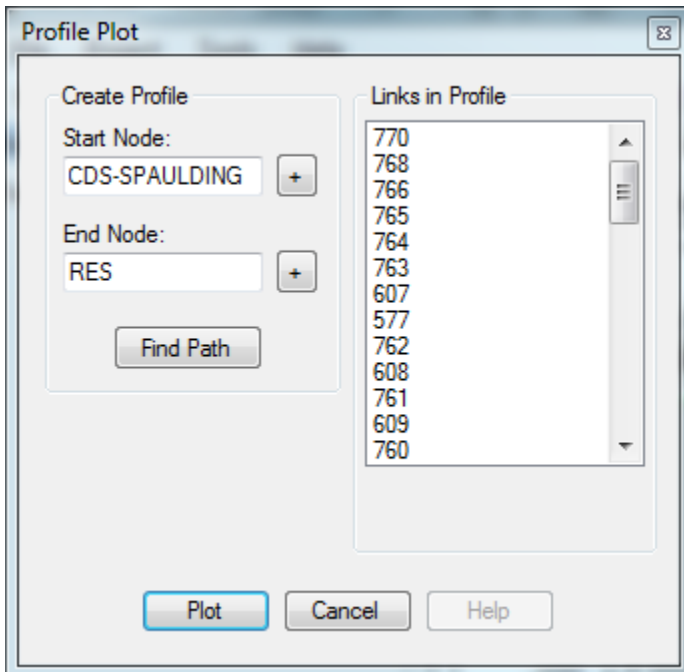 Profile Plot
Create Profile
Start Node:
CDS-SPAULDING
+
End Node:
RES
+
Find Path
Links in Profile
770
768
766
765
764
763
607
577
762
608
761
609
760
Plot
Cancel
Help